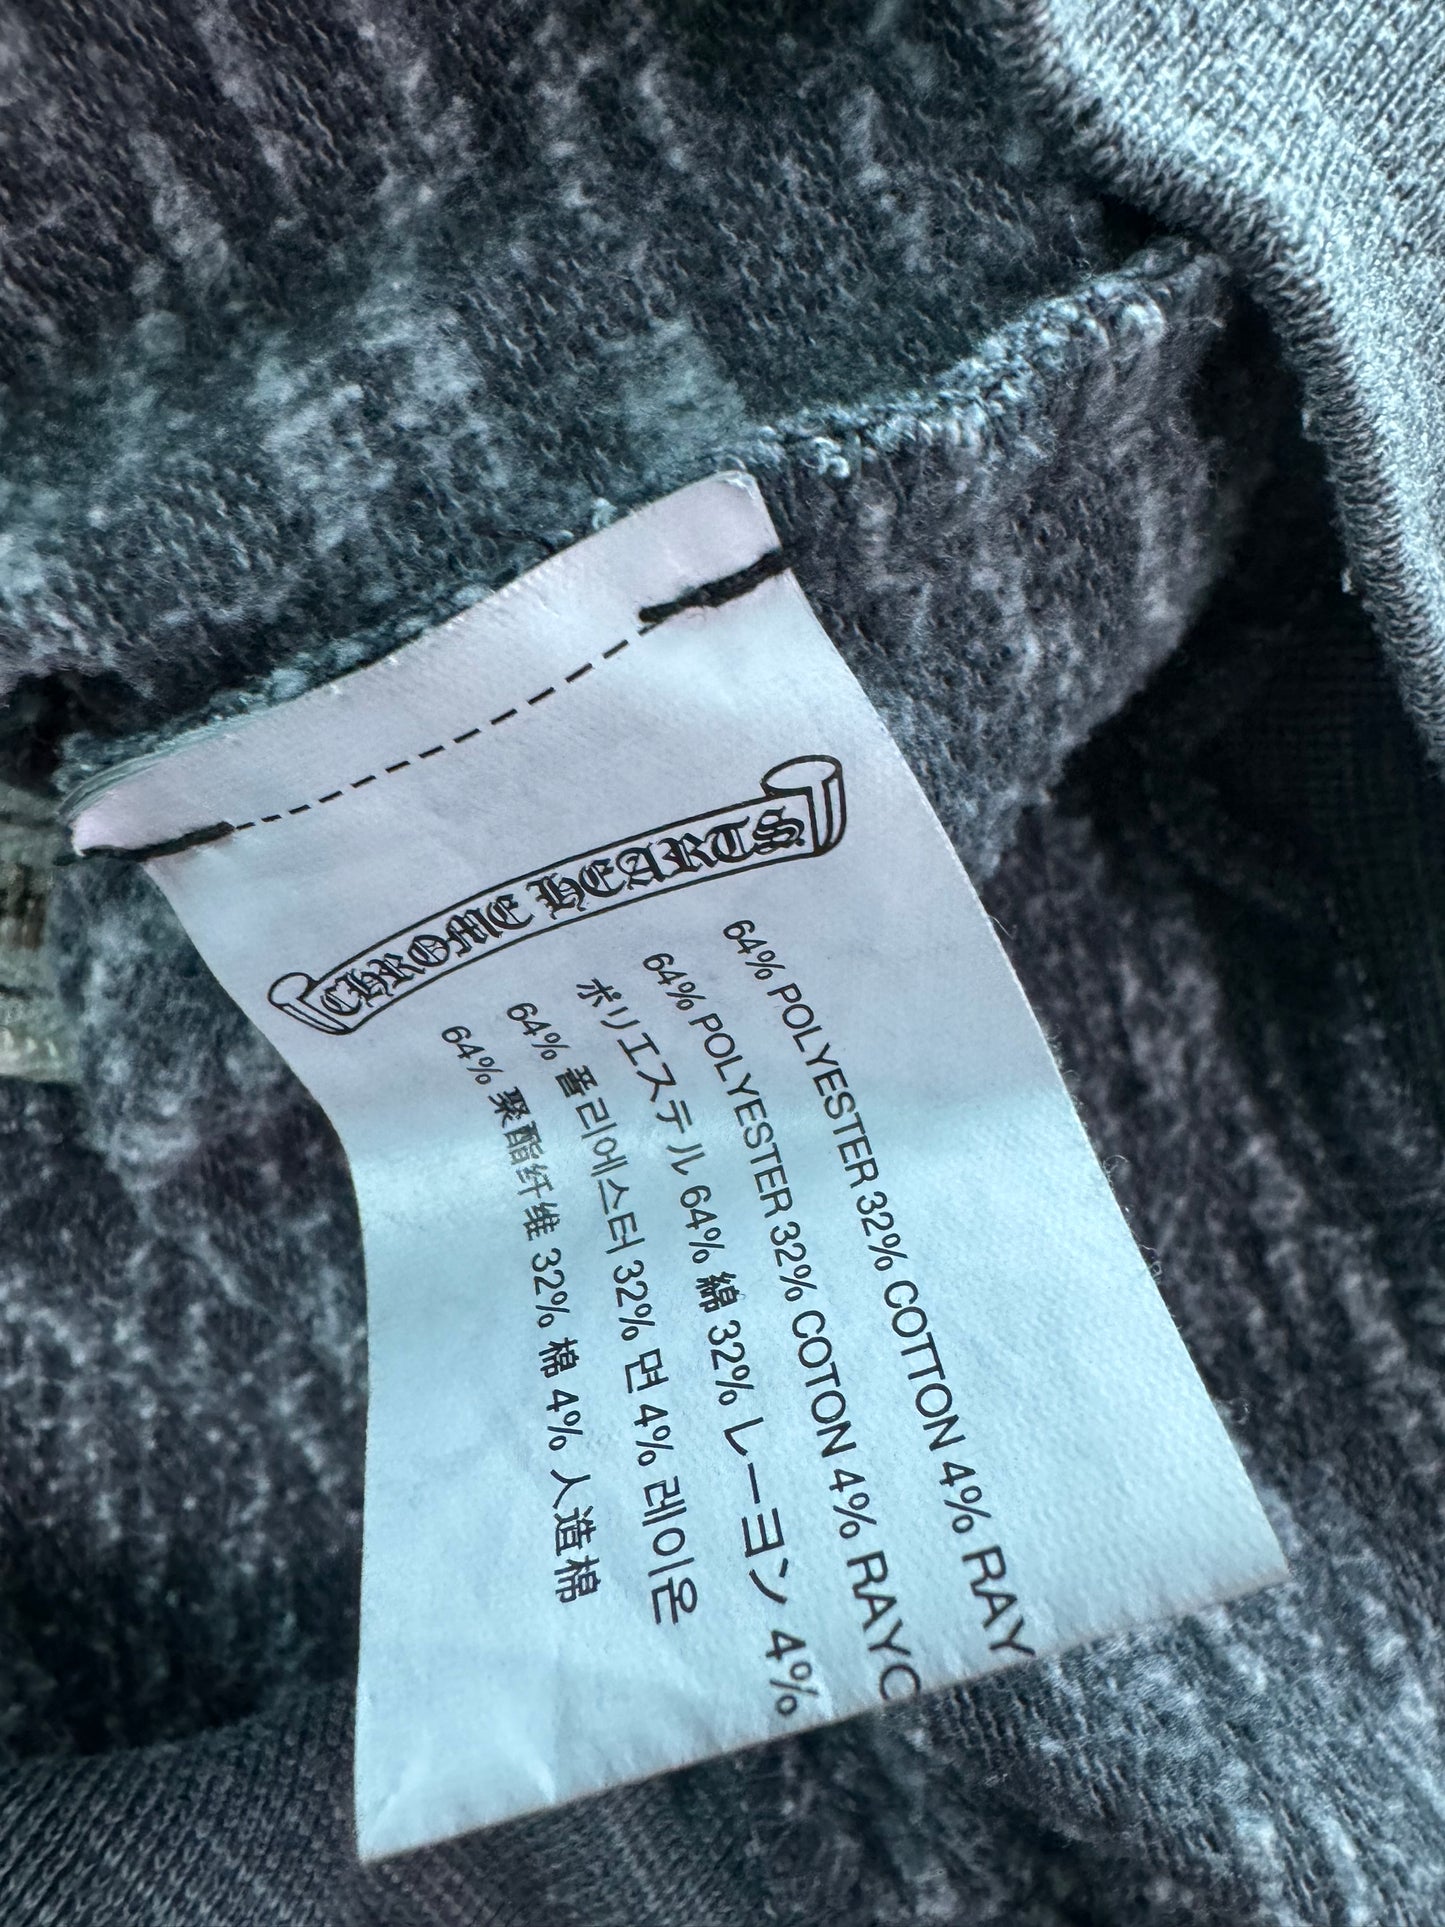 CHROME HEARTS
64% POLYESTER 32% COTTON 4% RAY
64% POLYESTER 32% COTON 4% RAYO
ポリエステル 64% 綿 32% レーヨン 4%
64% 폴리에스터 32% 면 4% 레이온
64% 聚酯纤维 32% 棉 4% 人造棉